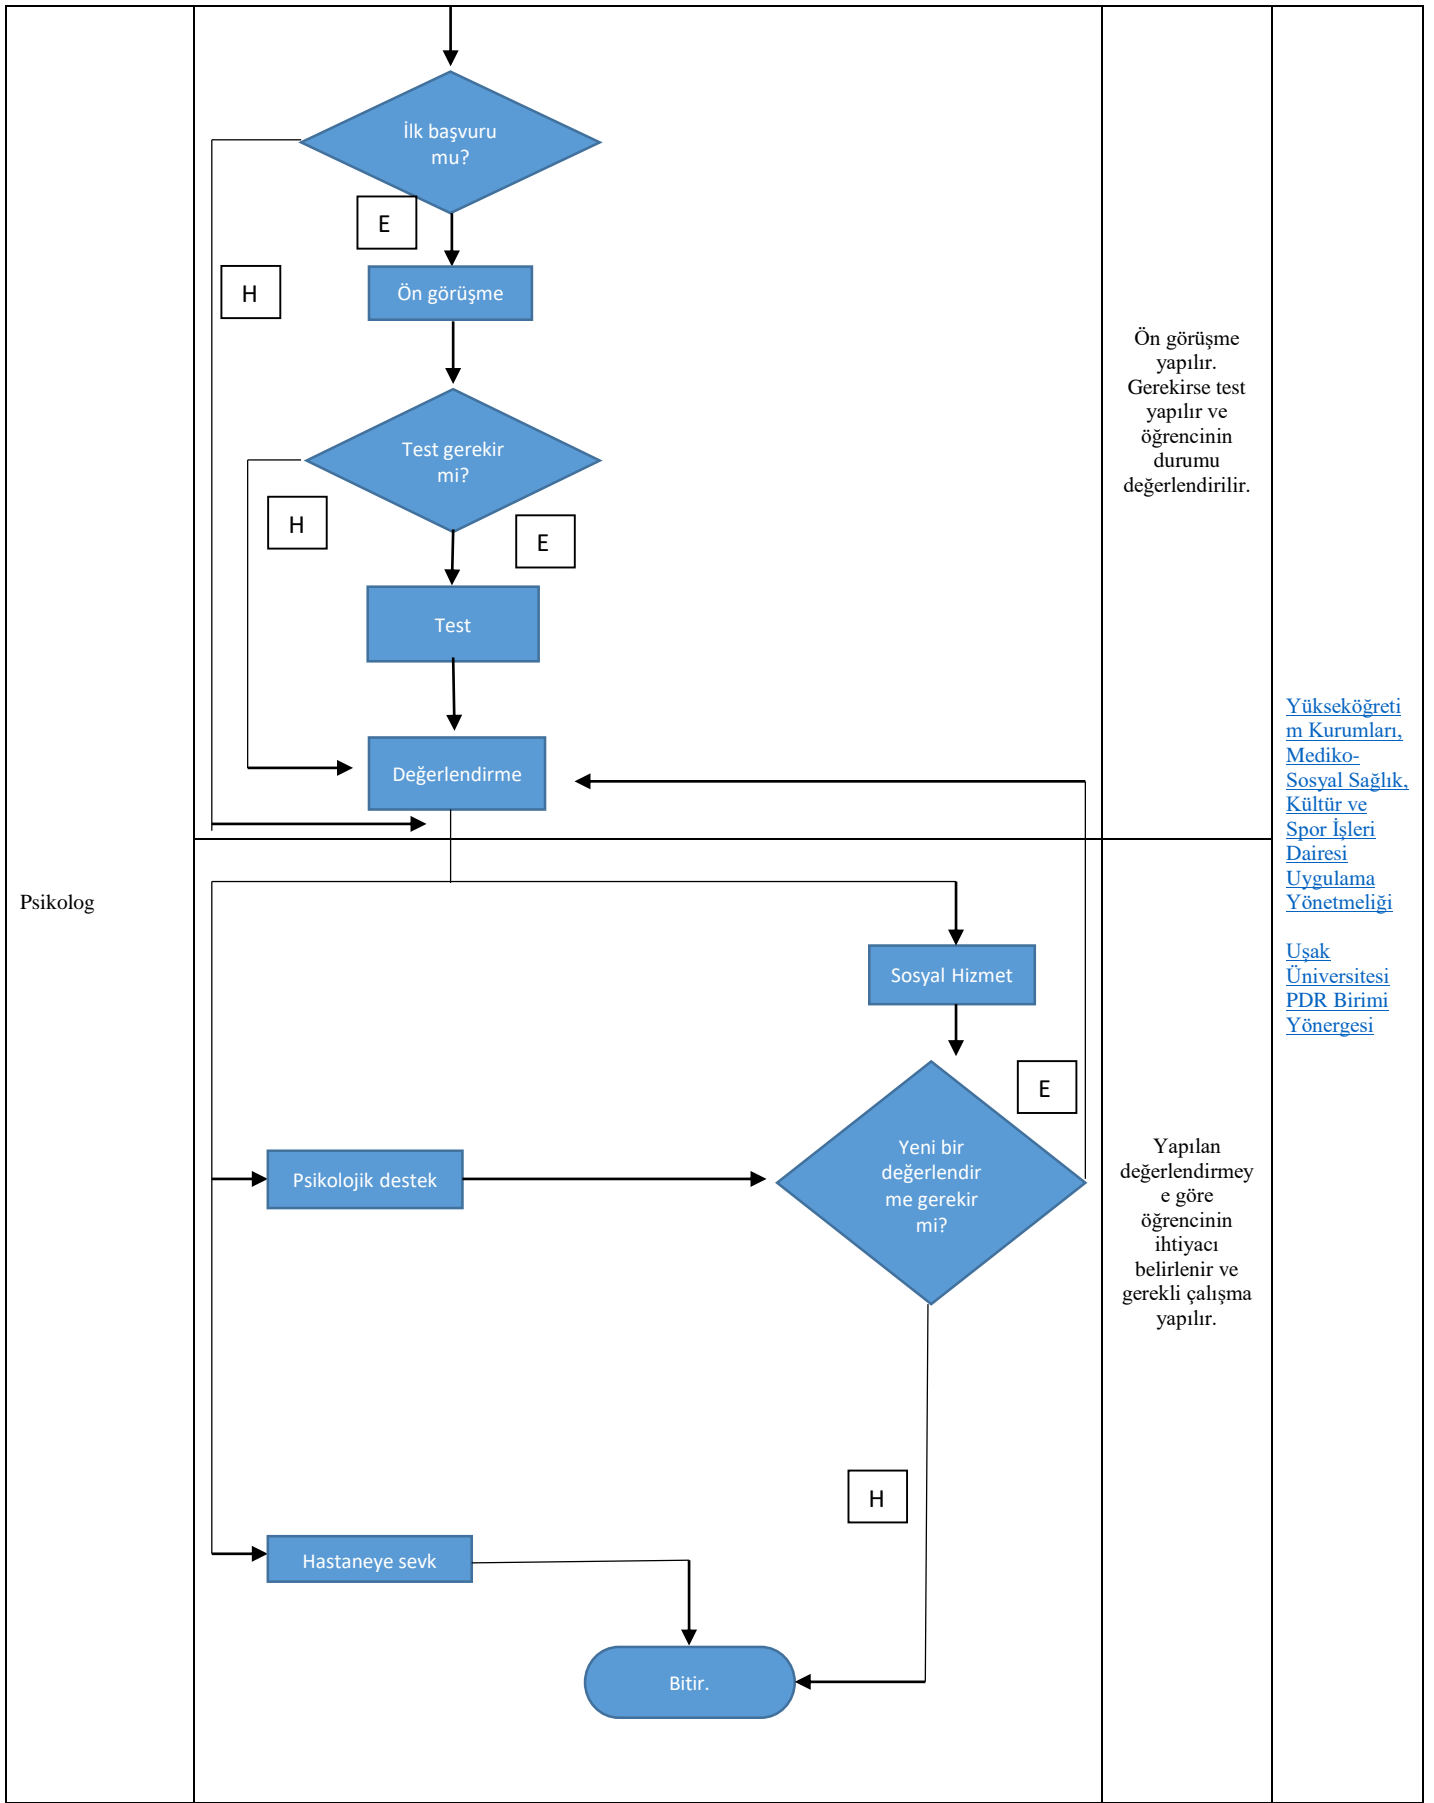 İlk başvuru
mu?
E
H
Ön görüşme
Test gerekir
mi?
H
E
Test
Değerlendirme
Psikolog
Sosyal Hizmet
E
Yeni bir
değerlendir
me gerekir
mi?
Psikolojik destek
H
Hastaneye sevk
Bitir.
Ön görüşme
yapılır.
Gerekirse test
yapılır ve
öğrencinin
durumu
değerlendirilir.
Yapılan
değerlendirmey
e göre
öğrencinin
ihtiyacı
belirlenir ve
gerekli çalışma
yapılır.
Yükseköğreti
m Kurumları,
Mediko-
Sosyal Sağlık,
Kültür ve
Spor İşleri
Dairesi
Uygulama
Yönetmeliği
Uşak
Üniversitesi
PDR Birimi
Yönergesi